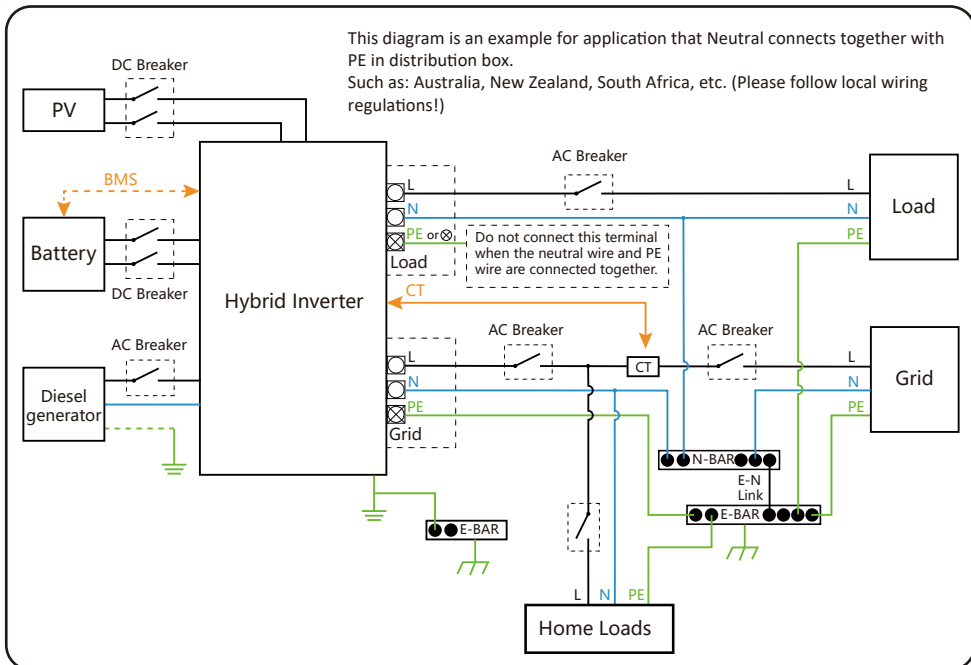 This diagram is an example for application that Neutral connects together with
PE in distribution box.
Such as: Australia, New Zealand, South Africa, etc. (Please follow local wiring
regulations!)
DC Breaker
PV
AC Breaker
BMS
L
L
N
N
Load
PE or⊗
PE
Load
Do not connect this terminal
when the neutral wire and PE
wire are connected together.
Battery
DC Breaker
Hybrid Inverter
CT
AC Breaker
AC Breaker
AC Breaker
L
CT
L
Diesel
generator
N
N
Grid
PE
PE
Grid
N-BAR
E-N
Link
E-BAR
E-BAR
L
N
PE
Home Loads